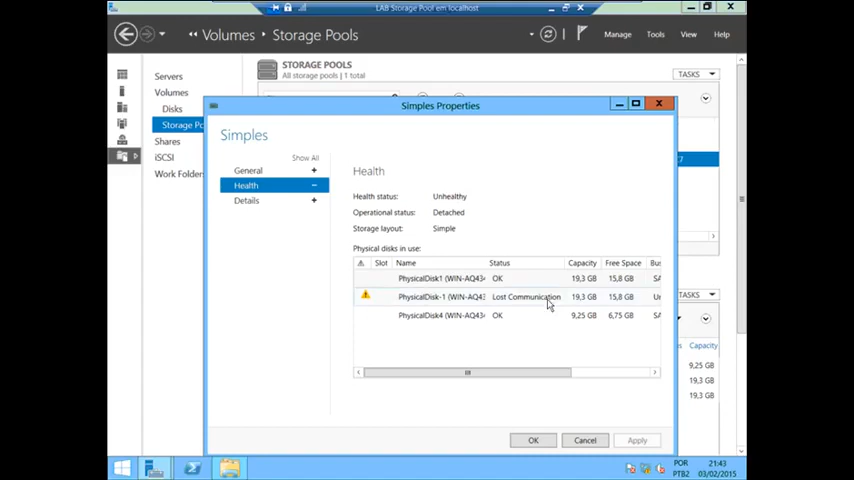 LAB Storage Pool em localhost
Volumes
Storage Pools
Manage
Tools
View
Help
Servers
Volumes
Disks
Storage Po
Shares
iSCSI
Work Folders
STORAGE POOLS
All storage pools | 1 total
TASKS
Simples Properties
Simples
Show All
General
Health
Details
Health
Health status:
Unhealthy
Operational status:
Detached
Storage layout:
Simple
Physical disks in use:
Slot
Name
Status
Capacity
Free Space
Bu
PhysicalDisk1 (WIN-AQ43
OK
19,3 GB
15,8 GB
PhysicalDisk-1 (WIN-AQ43
Lost Communication
19,3 GB
15,8 GB
PhysicalDisk4 (WIN-AQ43
OK
9,25 GB
6,75 GB
OK
Cancel
Apply
TASKS
Capacity
9,25 GB
19,3 GB
19,3 GB
POR
PTB2
21:43
03/02/2015